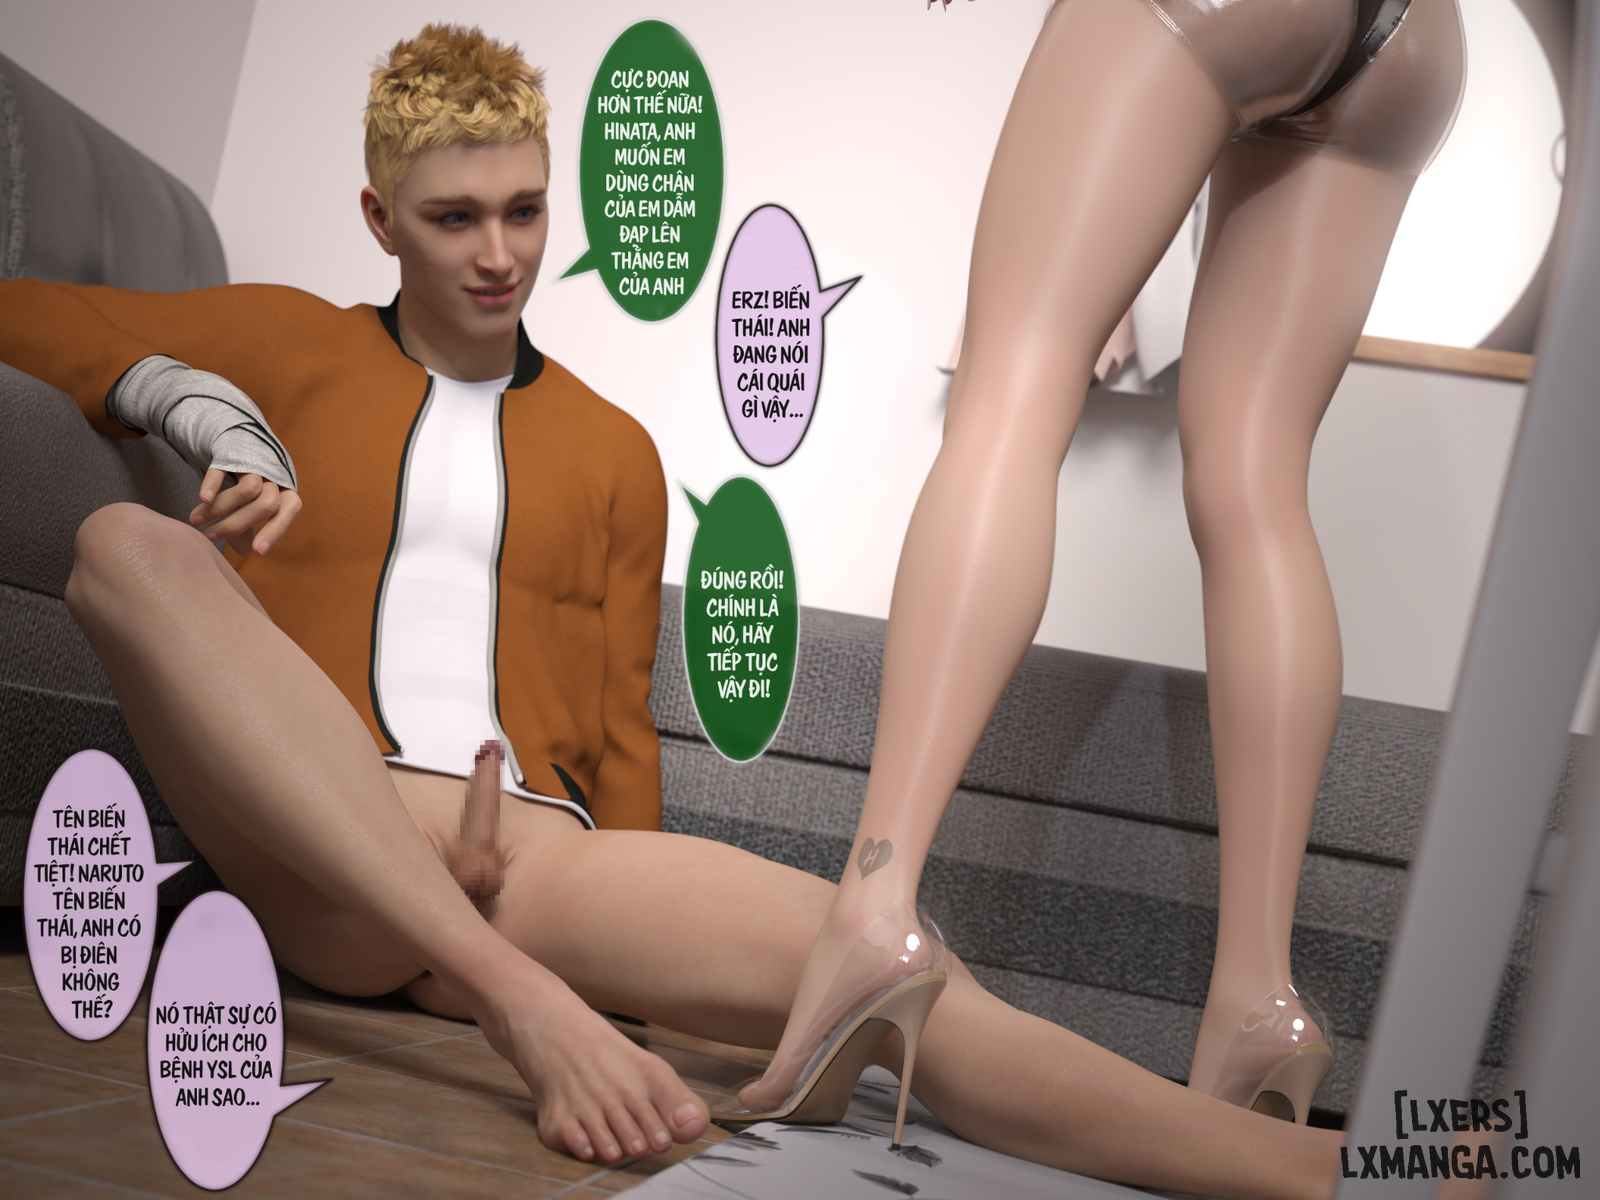 CỰC ĐOAN
HƠN THẾ NỮA!
HINATA, ANH
MUỐN EM
DÙNG CHÂN
CỦA EM DẪM
ĐẠP LÊN
THẰNG EM
CỦA ANH
ERZ! BIẾN
THÁI! ANH
ĐANG NÓI
CÁI QUÁI
GÌ VẬY...
ĐÚNG RỒI!
CHÍNH LÀ
NÓ, HÃY
TIẾP TỤC
VẬY ĐI!
TÊN BIẾN
THÁI CHẾT
TIỆT! NARUTO
TÊN BIẾN
THÁI, ANH CÓ
BỊ ĐIÊN
KHÔNG
THẾ?
NÓ THẬT SỰ CÓ
HỬU ÍCH CHO
BỆNH YSL CỦA
ANH SAO...
H
[LXERS]
LXMANGA.COM